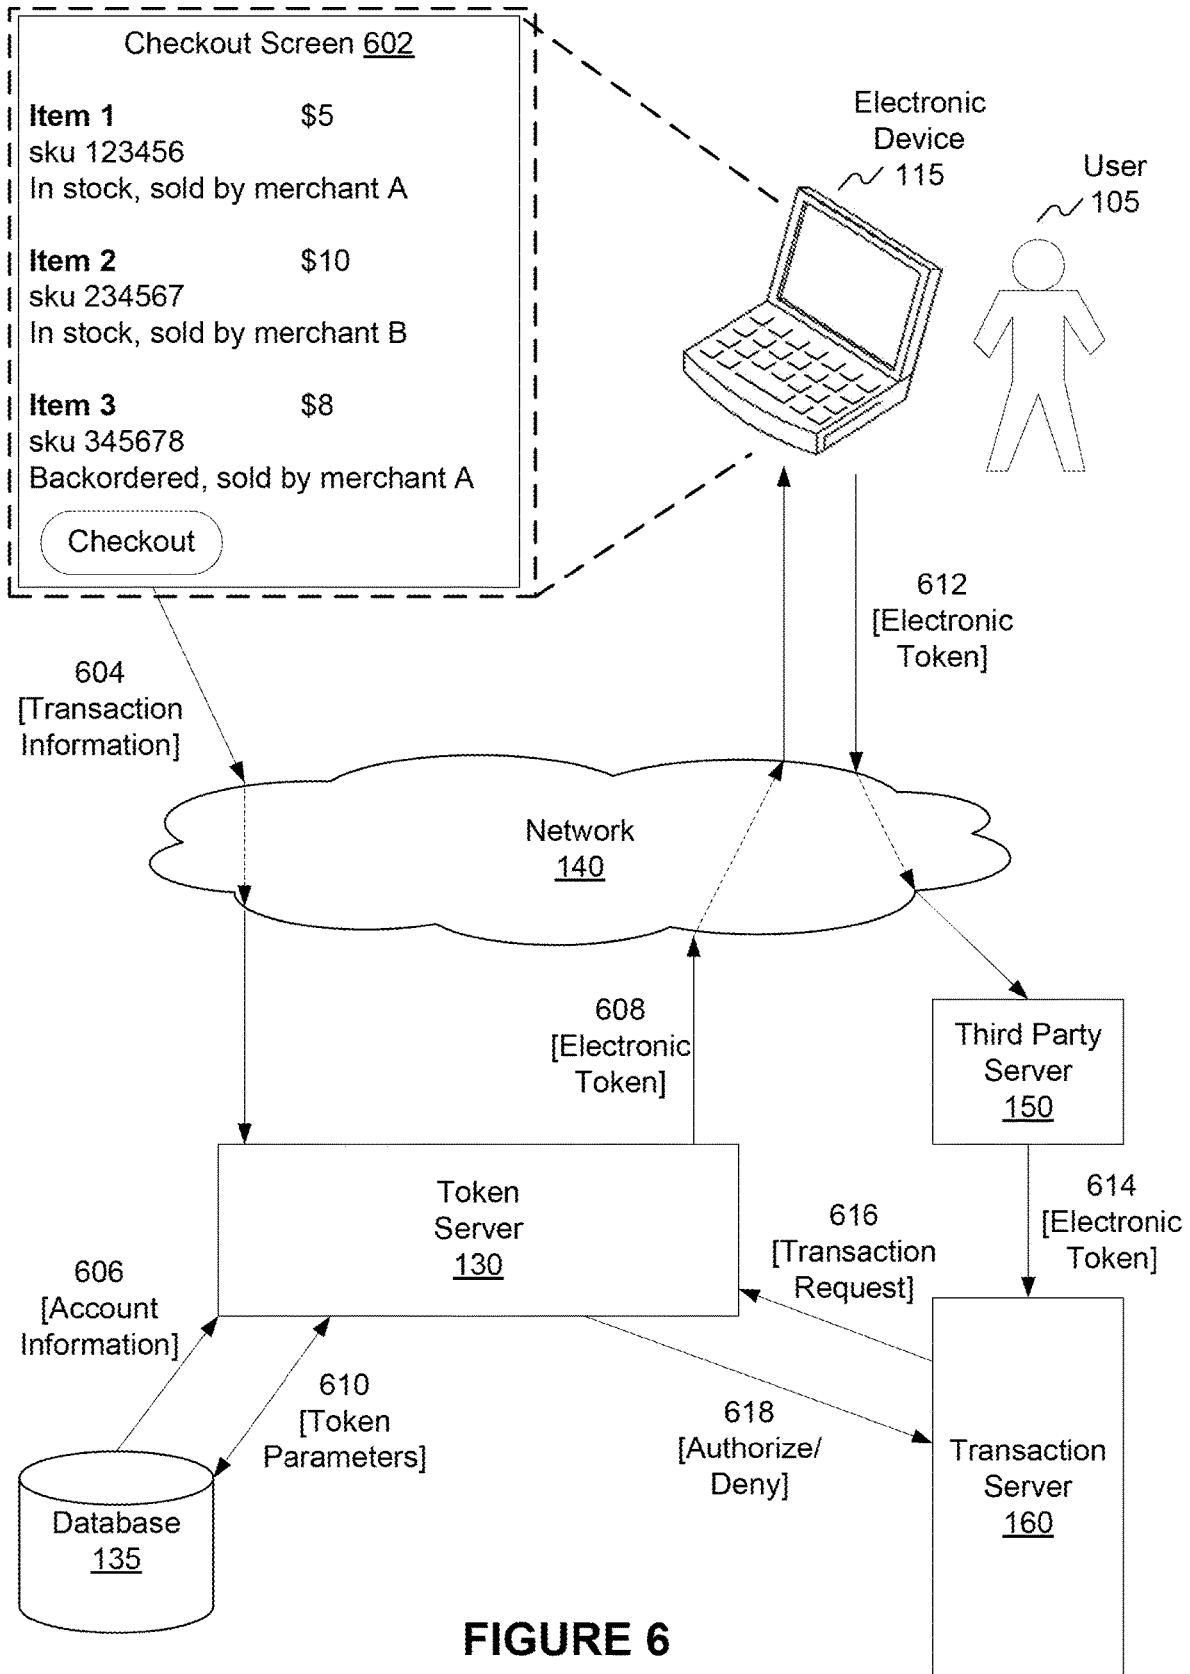 Checkout Screen 602
Item 1 $5
sku 123456
In stock, sold by merchant A
Item 2 $10
sku 234567
In stock, sold by merchant B
Item 3 $8
sku 345678
Backordered, sold by merchant A
Checkout
Electronic
Device
115
User
105
612
[Electronic
Token]
604
[Transaction
Information]
Network
140
608
[Electronic
Token]
Third Party
Server
150
Token
Server
130
614
[Electronic
Token]
616
[Transaction
Request]
606
[Account
Information]
610
[Token
Parameters]
618
[Authorize/
Deny]
Transaction
Server
160
Database
135
FIGURE 6